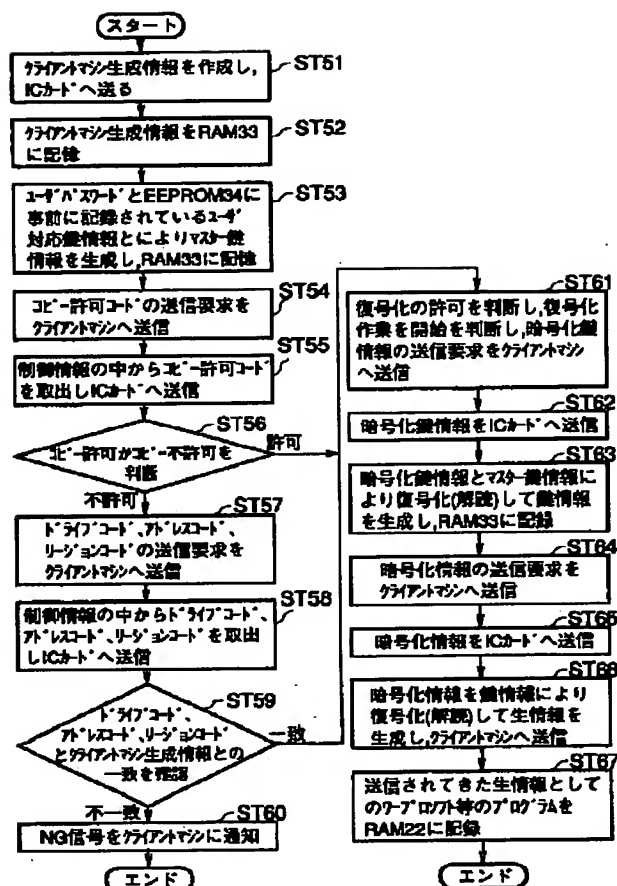 スタート
ST51
クライアントマシン生成情報を作成し,
ICカードへ送る
ST52
クライアントマシン生成情報をRAM33
に記憶
ST53
ユーザパスワードとEEPROM34に
事前に記録されているユーザ
対応鍵情報とによりマスター鍵
情報を生成し,RAM33に記憶
ST54
コピー許可コードの送信要求を
クライアントマシンへ送信
ST55
制御情報の中からコピー許可コード
を取出しICカードへ送信
ST56
コピー許可かコピー不許可を
判断
許可
不許可
ST57
ドライブコード、アドレスコード、
リージョンコードの送信要求を
クライアントマシンへ送信
ST58
制御情報の中からドライブコード、
アドレスコード、リージョンコードを取出
しICカードへ送信
ST59
ドライブコード、
アドレスコード、リージョンコード
とクライアントマシン生成情報との
一致を確認
一致
不一致
ST60
NG信号をクライアントマシンに通知
エンド
ST61
復号化の許可を判断し,復号化
作業を開始を判断し,暗号化鍵
情報の送信要求をクライアントマシン
へ送信
ST62
暗号化鍵情報をICカードへ送信
ST63
暗号化鍵情報とマスター鍵情報に
より復号化(解読)して鍵情報
を生成し,RAM33に記録
ST64
暗号化情報の送信要求を
クライアントマシンへ送信
ST65
暗号化情報をICカードへ送信
ST66
暗号化情報を鍵情報により
復号化(解読)して生情報を
生成し,クライアントマシンへ送信
ST67
送信されてきた生情報として
のワープロソフト等のプログラムを
RAM22に記録
エンド